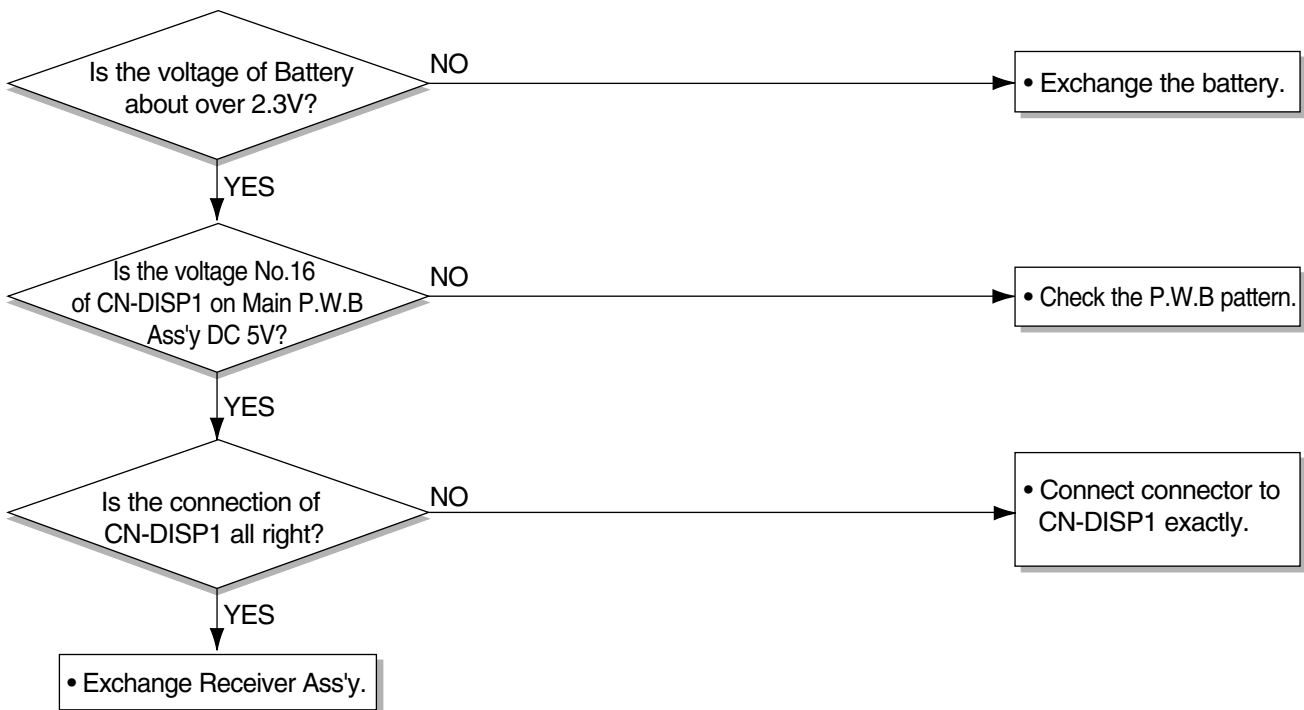 Is the voltage of Battery
about over 2.3V?
NO
• Exchange the battery.
YES
Is the voltage No.16
of CN-DISP1 on Main P.W.B
Ass'y DC 5V?
NO
• Check the P.W.B pattern.
YES
Is the connection of
CN-DISP1 all right?
NO
• Connect connector to
CN-DISP1 exactly.
YES
• Exchange Receiver Ass'y.